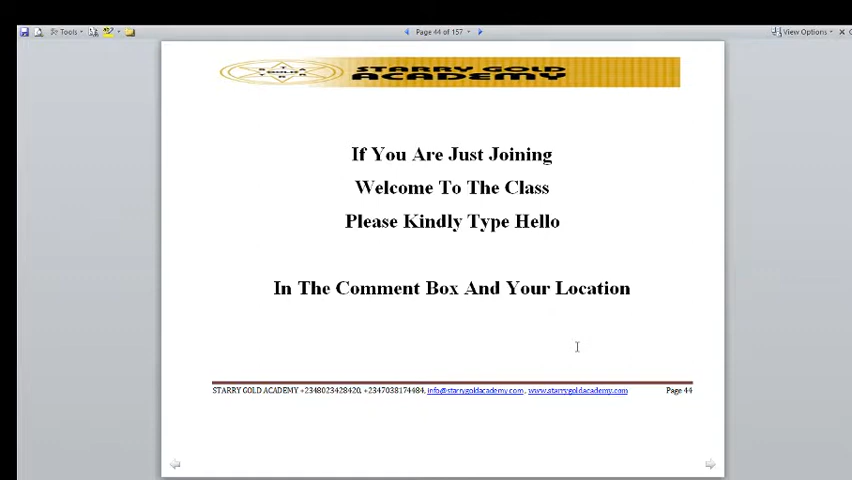 Tools
Page 44 of 157
View Options
STARRY GOLD
ACADEMY
If You Are Just Joining
Welcome To The Class
Please Kindly Type Hello
In The Comment Box And Your Location
STARRY GOLD ACADEMY +2348023428420, +2347038174484, info@starrygoldacademy.com, www.starrygoldacademy.com Page 44